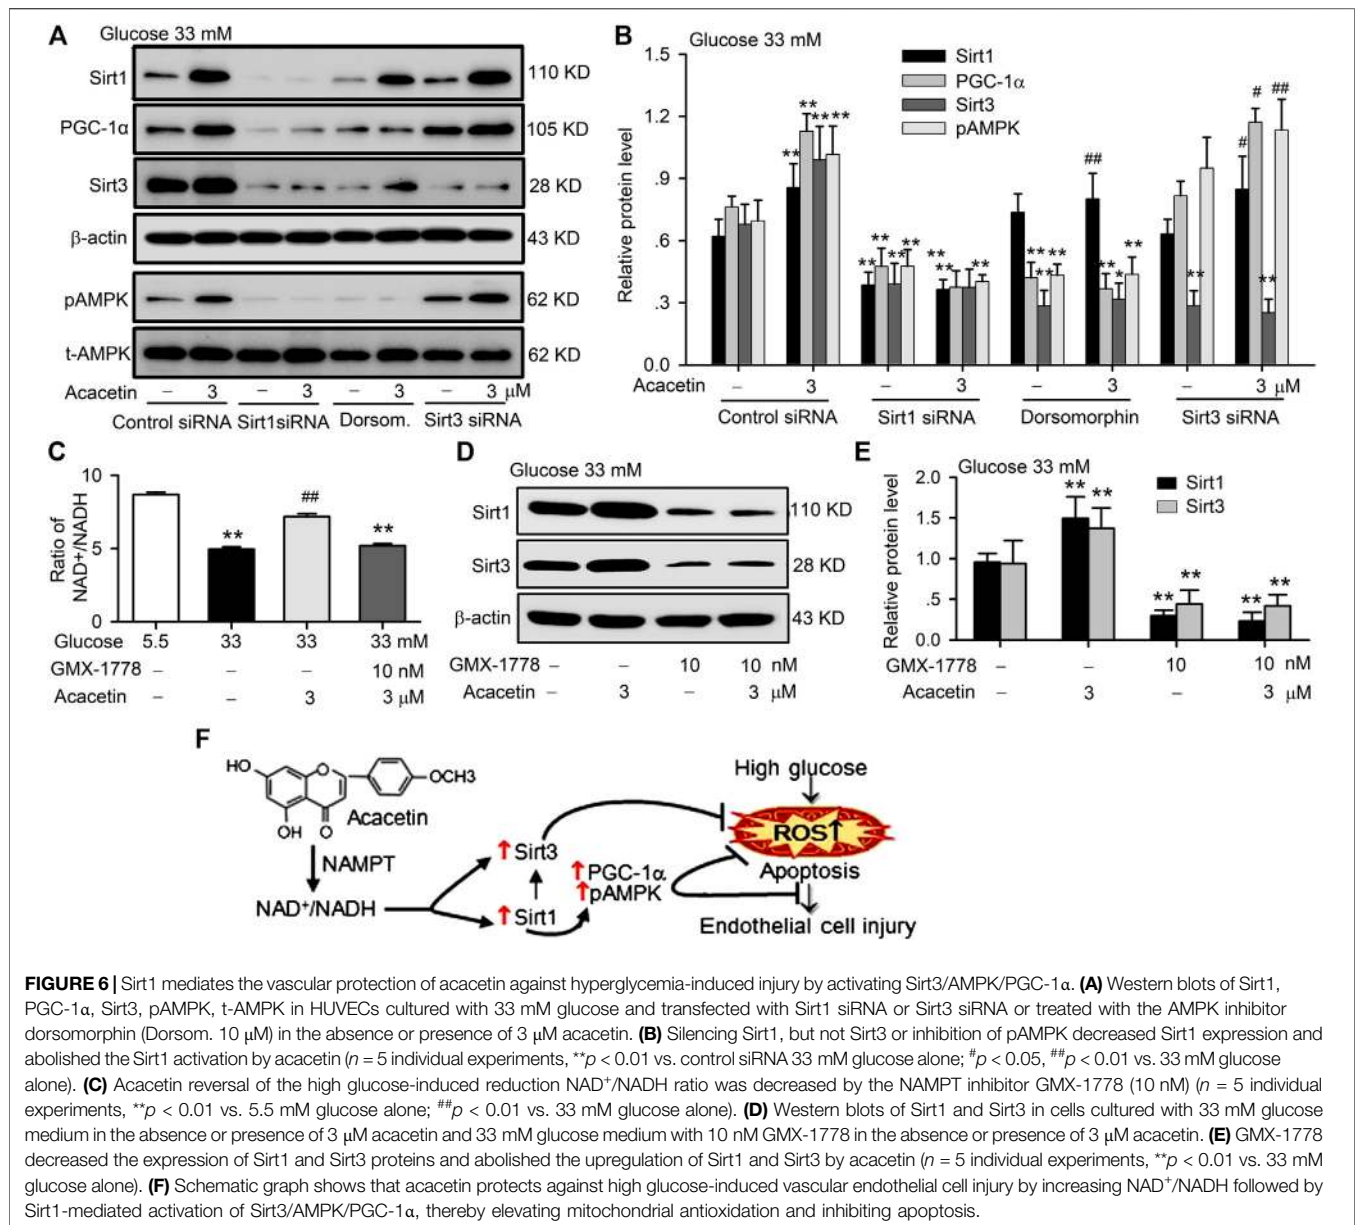 A
Glucose 33 mM
Sirt1
110 KD
PGC-1α
105 KD
Sirt3
28 KD
β-actin
43 KD
pAMPK
62 KD
t-AMPK
62 KD
Acacetin – 3 – 3 – 3 – 3 μM
Control siRNA Sirt1siRNA Dorsom. Sirt3 siRNA
B
Glucose 33 mM
Sirt1
PGC-1α
Sirt3
pAMPK
Relative protein level
1.5
1.2
.9
.6
.3
0.0
** ** ** **
** ** ** **
** ** **
** ** **
## ** * **
**
# # ** ##
Acacetin – 3 – 3 – 3 – 3 μM
Control siRNA Sirt1 siRNA Dorsomorphin Sirt3 siRNA
C
Ratio of
NAD+/NADH
10
5
0
** ## **
Glucose 5.5 33 33 33 mM
GMX-1778 – – – 10 nM
Acacetin – – 3 3 μM
D
Glucose 33 mM
Sirt1
110 KD
Sirt3
28 KD
β-actin
43 KD
GMX-1778 – – 10 10 nM
Acacetin – 3 – 3 μM
E
Glucose 33 mM
Sirt1
Sirt3
Relative protein level
2.0
1.5
1.0
.5
0.0
** ** ** ** ** **
GMX-1778 – – 10 10 nM
Acacetin – 3 – 3 μM
F
HO
OCH3
OH
O
O
Acacetin
NAMPT
NAD+/NADH
Sirt3
Sirt1
PGC-1α
pAMPK
High glucose
ROS
Apoptosis
Endothelial cell injury
FIGURE 6 | Sirt1 mediates the vascular protection of acacetin against hyperglycemia-induced injury by activating Sirt3/AMPK/PGC-1α. (A) Western blots of Sirt1,
PGC-1α, Sirt3, pAMPK, t-AMPK in HUVECs cultured with 33 mM glucose and transfected with Sirt1 siRNA or Sirt3 siRNA or treated with the AMPK inhibitor
dorsomorphin (Dorsom. 10 μM) in the absence or presence of 3 μM acacetin. (B) Silencing Sirt1, but not Sirt3 or inhibition of pAMPK decreased Sirt1 expression and
abolished the Sirt1 activation by acacetin (n = 5 individual experiments, **p < 0.01 vs. control siRNA 33 mM glucose alone; #p < 0.05, ##p < 0.01 vs. 33 mM glucose
alone). (C) Acacetin reversal of the high glucose-induced reduction NAD+/NADH ratio was decreased by the NAMPT inhibitor GMX-1778 (10 nM) (n = 5 individual
experiments, **p < 0.01 vs. 5.5 mM glucose alone; ##p < 0.01 vs. 33 mM glucose alone). (D) Western blots of Sirt1 and Sirt3 in cells cultured with 33 mM glucose
medium in the absence or presence of 3 μM acacetin and 33 mM glucose medium with 10 nM GMX-1778 in the absence or presence of 3 μM acacetin. (E) GMX-1778
decreased the expression of Sirt1 and Sirt3 proteins and abolished the upregulation of Sirt1 and Sirt3 by acacetin (n = 5 individual experiments, **p < 0.01 vs. 33 mM
glucose alone). (F) Schematic graph shows that acacetin protects against high glucose-induced vascular endothelial cell injury by increasing NAD+/NADH followed by
Sirt1-mediated activation of Sirt3/AMPK/PGC-1α, thereby elevating mitochondrial antioxidation and inhibiting apoptosis.